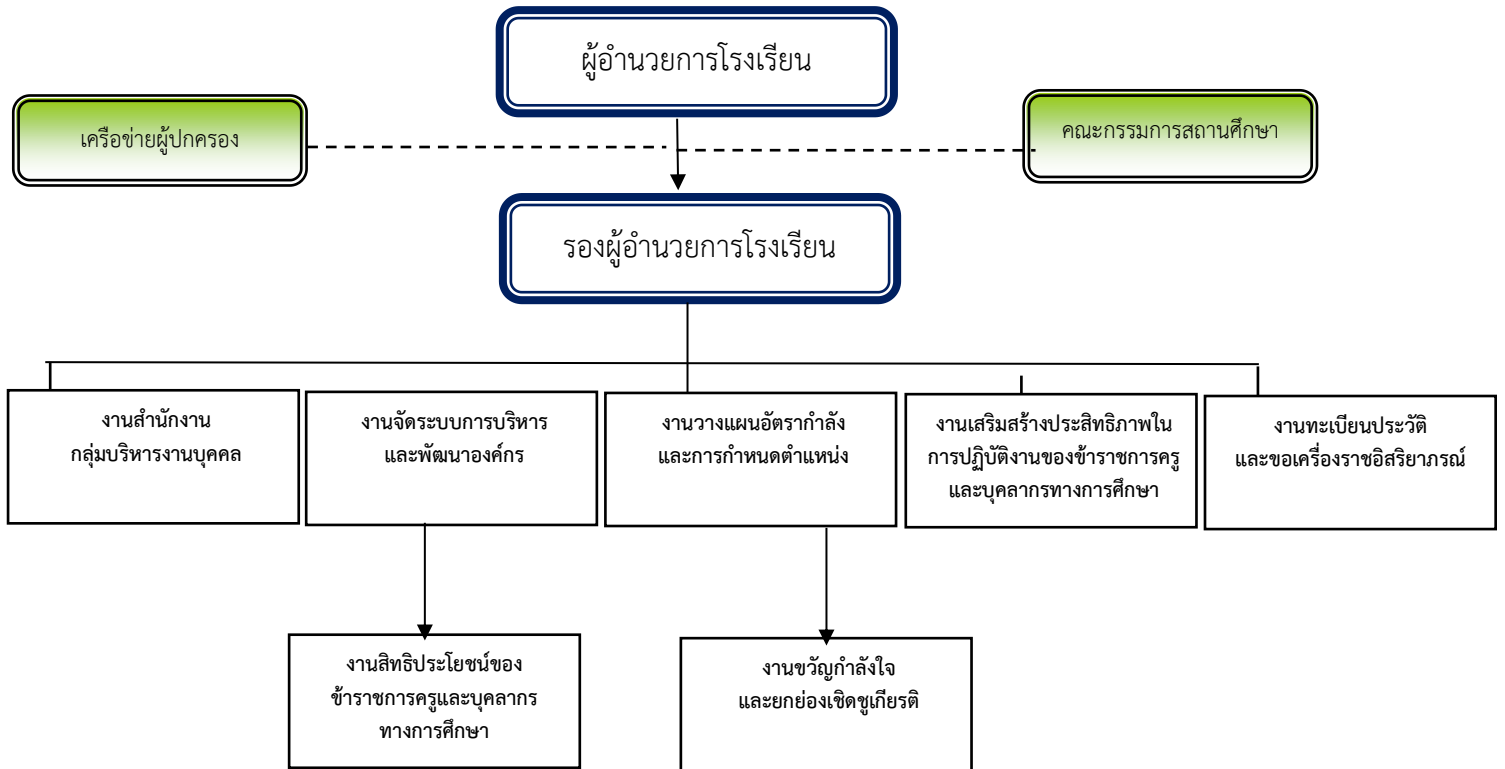 ผู้อำนวยการโรงเรียน
เครือข่ายผู้ปกครอง
คณะกรรมการสถานศึกษา
รองผู้อำนวยการโรงเรียน
งานสำนักงาน
กลุ่มบริหารงานบุคคล
งานจัดระบบการบริหาร
และพัฒนาองค์กร
งานวางแผนอัตรากำลัง
และการกำหนดตำแหน่ง
งานเสริมสร้างประสิทธิภาพใน
การปฏิบัติงานของข้าราชการครู
และบุคลากรทางการศึกษา
งานทะเบียนประวัติ
และขอเครื่องราชอิสริยาภรณ์
งานสิทธิประโยชน์ของ
ข้าราชการครูและบุคลากร
ทางการศึกษา
งานขวัญกำลังใจ
และยกย่องเชิดชูเกียรติ